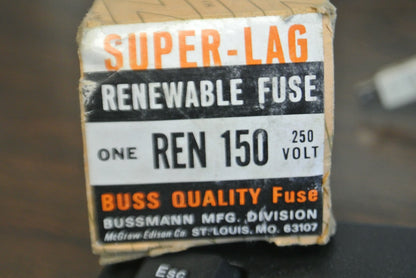 SUPER-LAG
RENEWABLE FUSE
ONE REN 150 250 VOLT
BUSS QUALITY Fuse
BUSSMANN MFG. DIVISION
McGraw-Edison Co. ST. LOUIS, MO. 63107
Esc